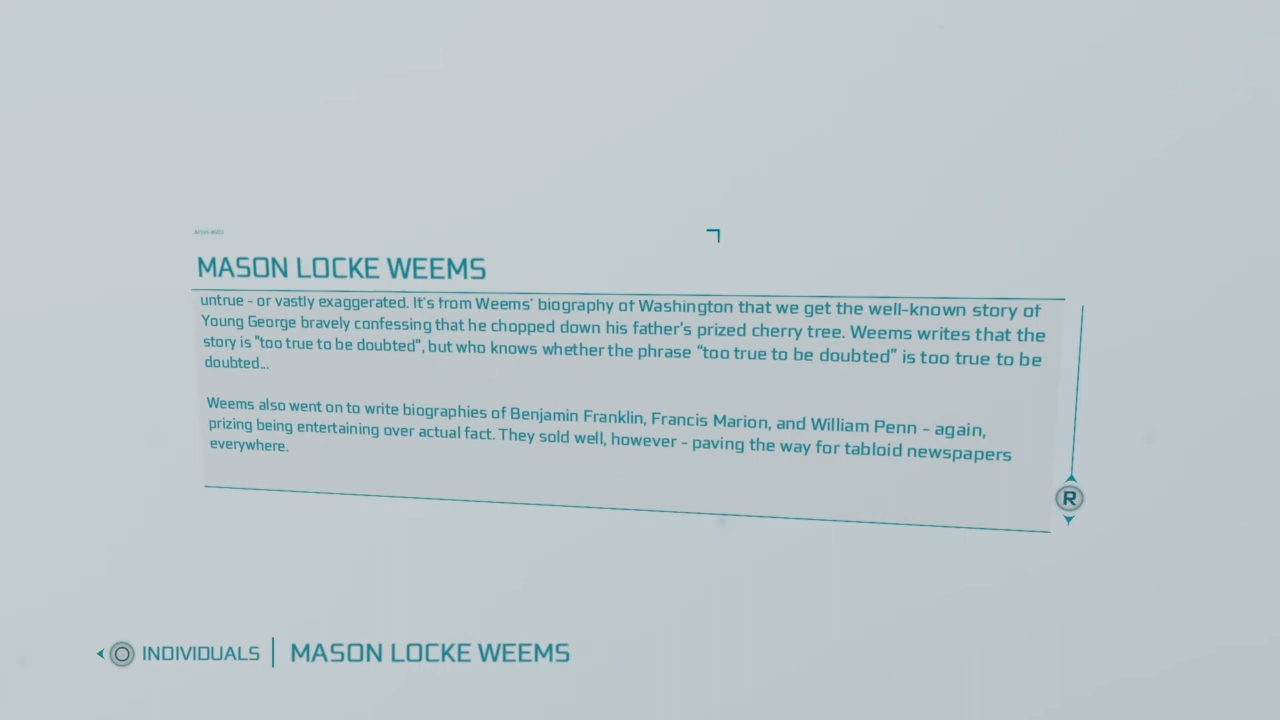 MASON LOCKE WEEMS
untrue - or vastly exaggerated. It's from Weems' biography of Washington that we get the well-known story of
Young George bravely confessing that he chopped down his father's prized cherry tree. Weems writes that the
story is "too true to be doubted", but who knows whether the phrase "too true to be doubted" is too true to be
doubted...
Weems also went on to write biographies of Benjamin Franklin, Francis Marion, and William Penn - again,
prizing being entertaining over actual fact. They sold well, however - paving the way for tabloid newspapers
everywhere.
R
INDIVIDUALS | MASON LOCKE WEEMS